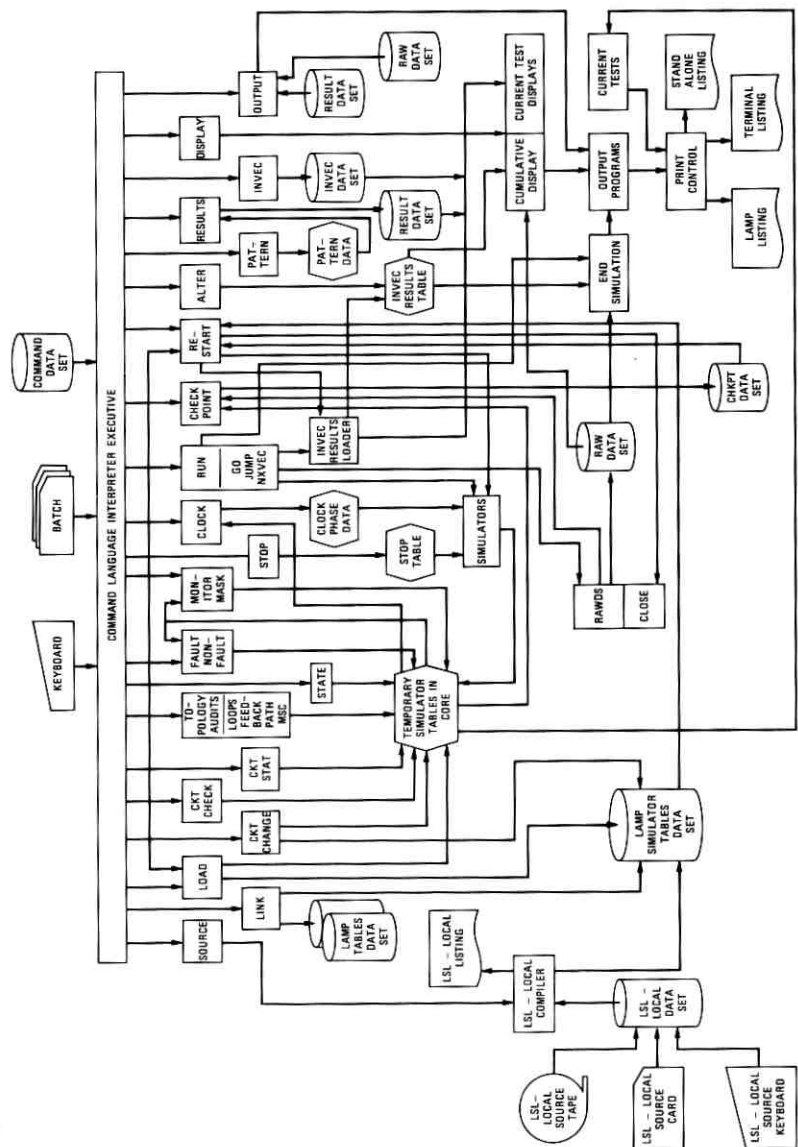 KEYBOARD
BATCH
COMMAND
DATA
SET
COMMAND LANGUAGE INTERPRETER EXECUTIVE
SOURCE
LINK
LAMP
TABLES
DATA
SET
LOAD
CKT
CHANGE
CKT
CHECK
CKT
STAT
TO-
POLOGY
AUDITS
LOOPS
FEED-
BACK
PATH
MSC
STATE
FAULT
NON-
FAULT
MON-
ITOR
MASK
STOP
CLOCK
RUN
GO
JUMP
NXVEC
CHECK
POINT
RE-
START
ALTER
PAT-
TERN
RESULTS
INVEC
DISPLAY
OUTPUT
PAT-
TERN
DATA
INVEC
DATA
SET
RESULT
DATA
SET
RESULT
DATA
SET
RAW
DATA
SET
CLOCK
PHASE
DATA
STOP
TABLE
INVEC
RESULTS
LOADER
INVEC
RESULTS
TABLE
SIMULATORS
TEMPORARY
SIMULATOR
TABLES IN
CORE
CUMULATIVE
DISPLAY
CURRENT TEST
DISPLAYS
LSL – LOCAL
LISTING
LSL – LOCAL
COMPILER
LSL – LOCAL
DATA
SET
LSL–
LOCAL
SOURCE
TAPE
LSL – LOCAL
SOURCE
CARD
LSL – LOCAL
SOURCE
KEYBOARD
LAMP
SIMULATOR
TABLES
DATA
SET
RAWDS
CLOSE
RAW
DATA
SET
CHKPT
DATA
SET
END
SIMULATION
OUTPUT
PROGRAMS
CURRENT
TESTS
PRINT
CONTROL
STAND
ALONE
LISTING
LAMP
LISTING
TERMINAL
LISTING